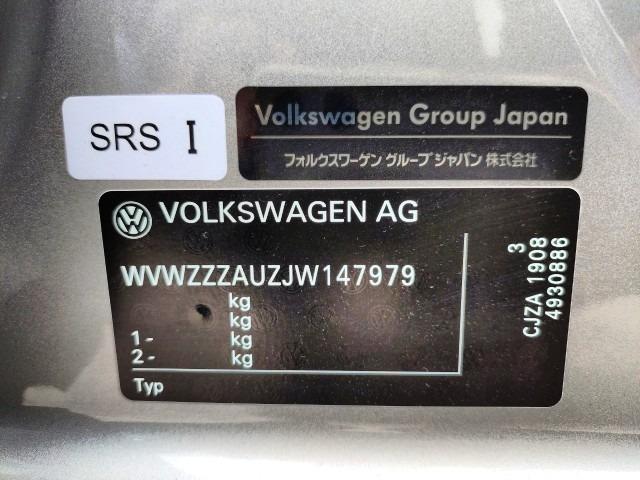 SRS I
Volkswagen Group Japan
フォルクスワーゲン グループ ジャパン 株式会社
VOLKSWAGEN AG
WVWZZZAUZJW147979
kg
kg
1 - kg
2 - kg
Typ
3
CJZA 1908
4930886